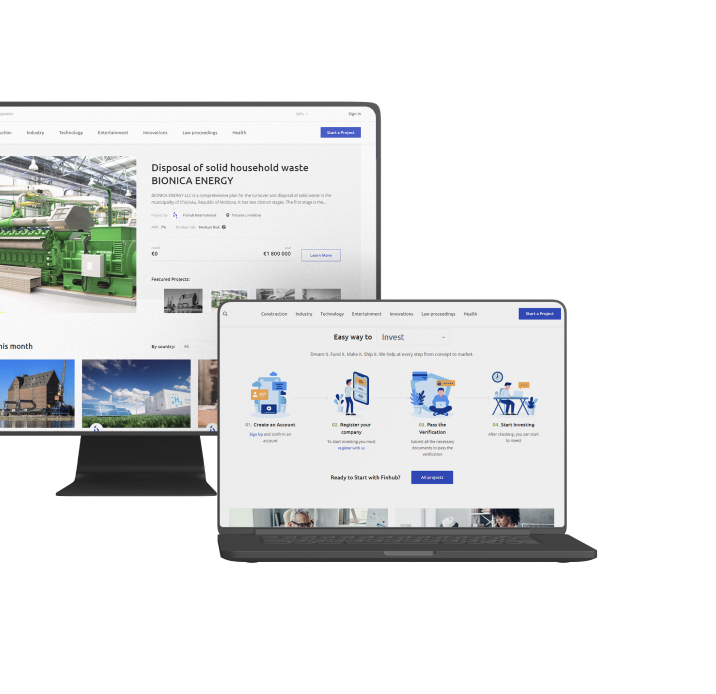 Sign in
Industry Technology Entertainment Innovations Law proceedings Health
Start a Project
Disposal of solid household waste
BIONICA ENERGY
BIONICA ENERGY LLC is a comprehensive plan for the turnover and disposal of solid waste in the
municipality of Chisinau, Republic of Moldova. It has two distinct stages. The first stage is the...
Project by Finhub International
Medium Risk
€0 €1 800 000
Learn More
Featured Projects:
this month
By country: All
Construction Industry Technology Entertainment Innovations Law proceedings Health
Start a Project
Easy way to Invest
Dream it. Fund it. Make it. Ship it. We help at every step from concept to market.
01. Create an Account
Sign Up and confirm an
account
02. Register your
company
To start investing you must
register with us
03. Pass the
Verification
Submit all the necessary
documents to pass the
verification
04. Start Investing
After checking, you can start
to invest
Ready to Start with Finhub?
All projects